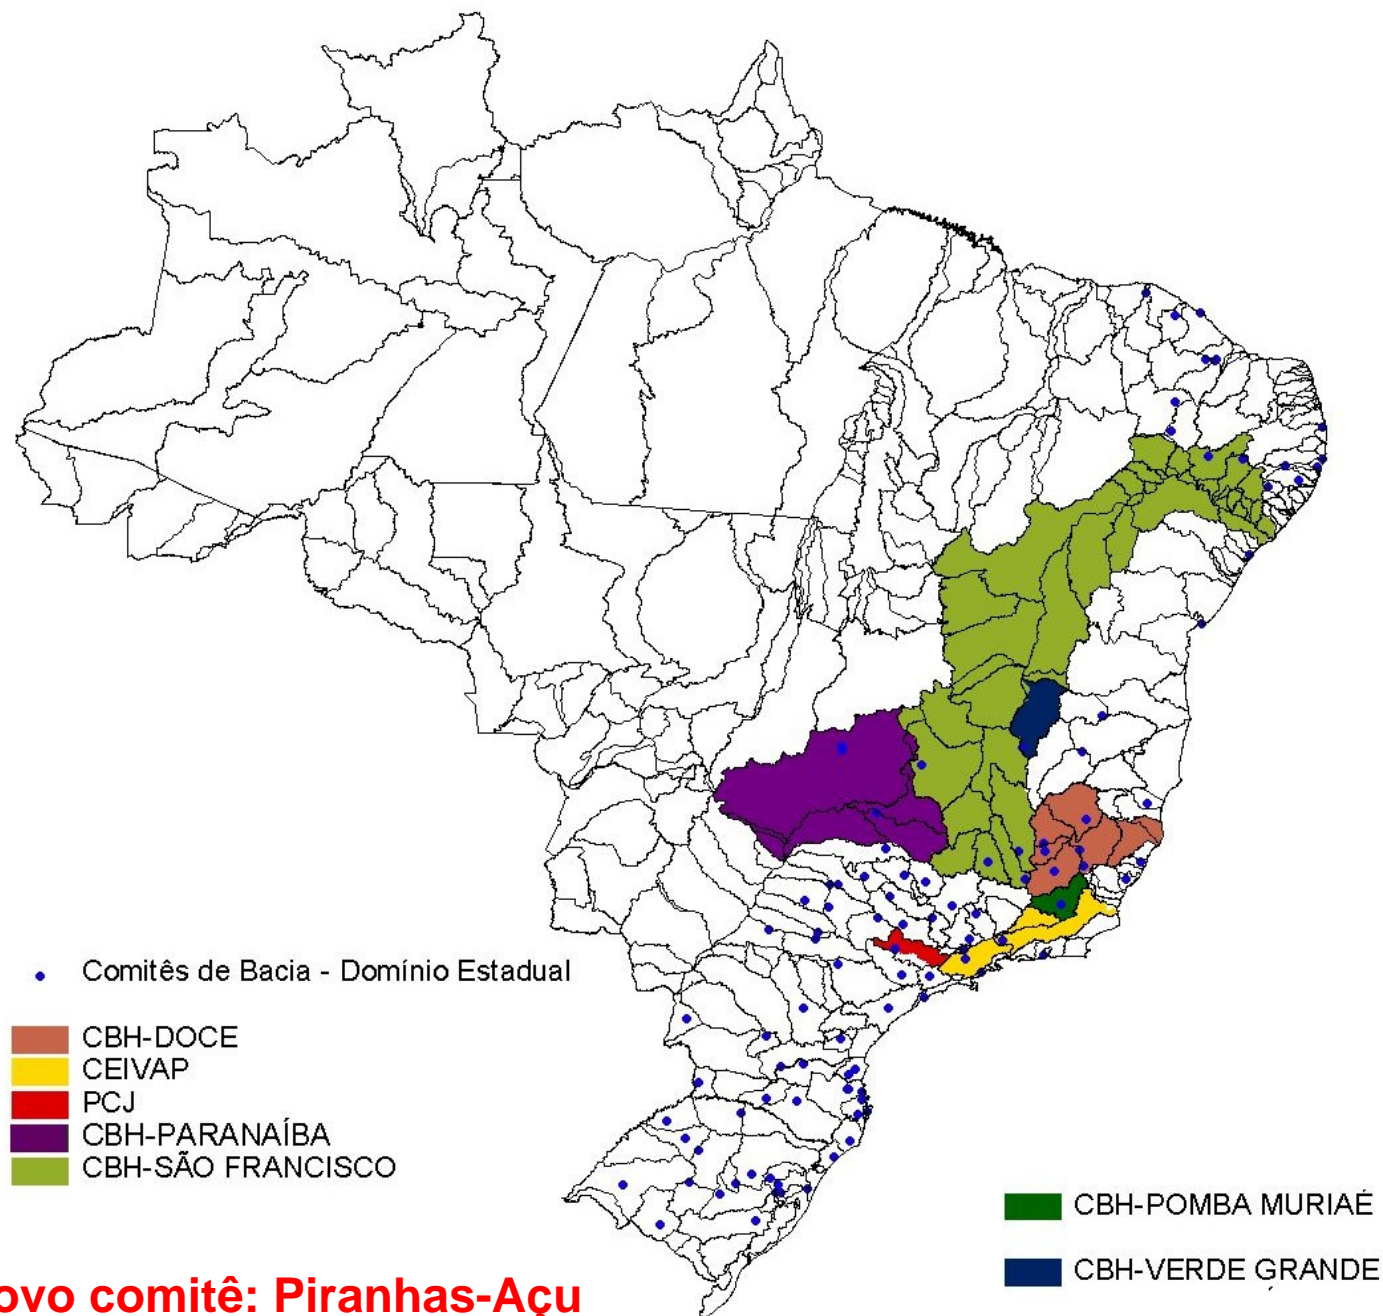 Comitês de Bacia - Domínio Estadual
CBH-DOCE
CEIVAP
PCJ
CBH-PARANAÍBA
CBH-SÃO FRANCISCO
CBH-POMBA MURIAÉ
CBH-VERDE GRANDE
ovo comitê: Piranhas-Açu